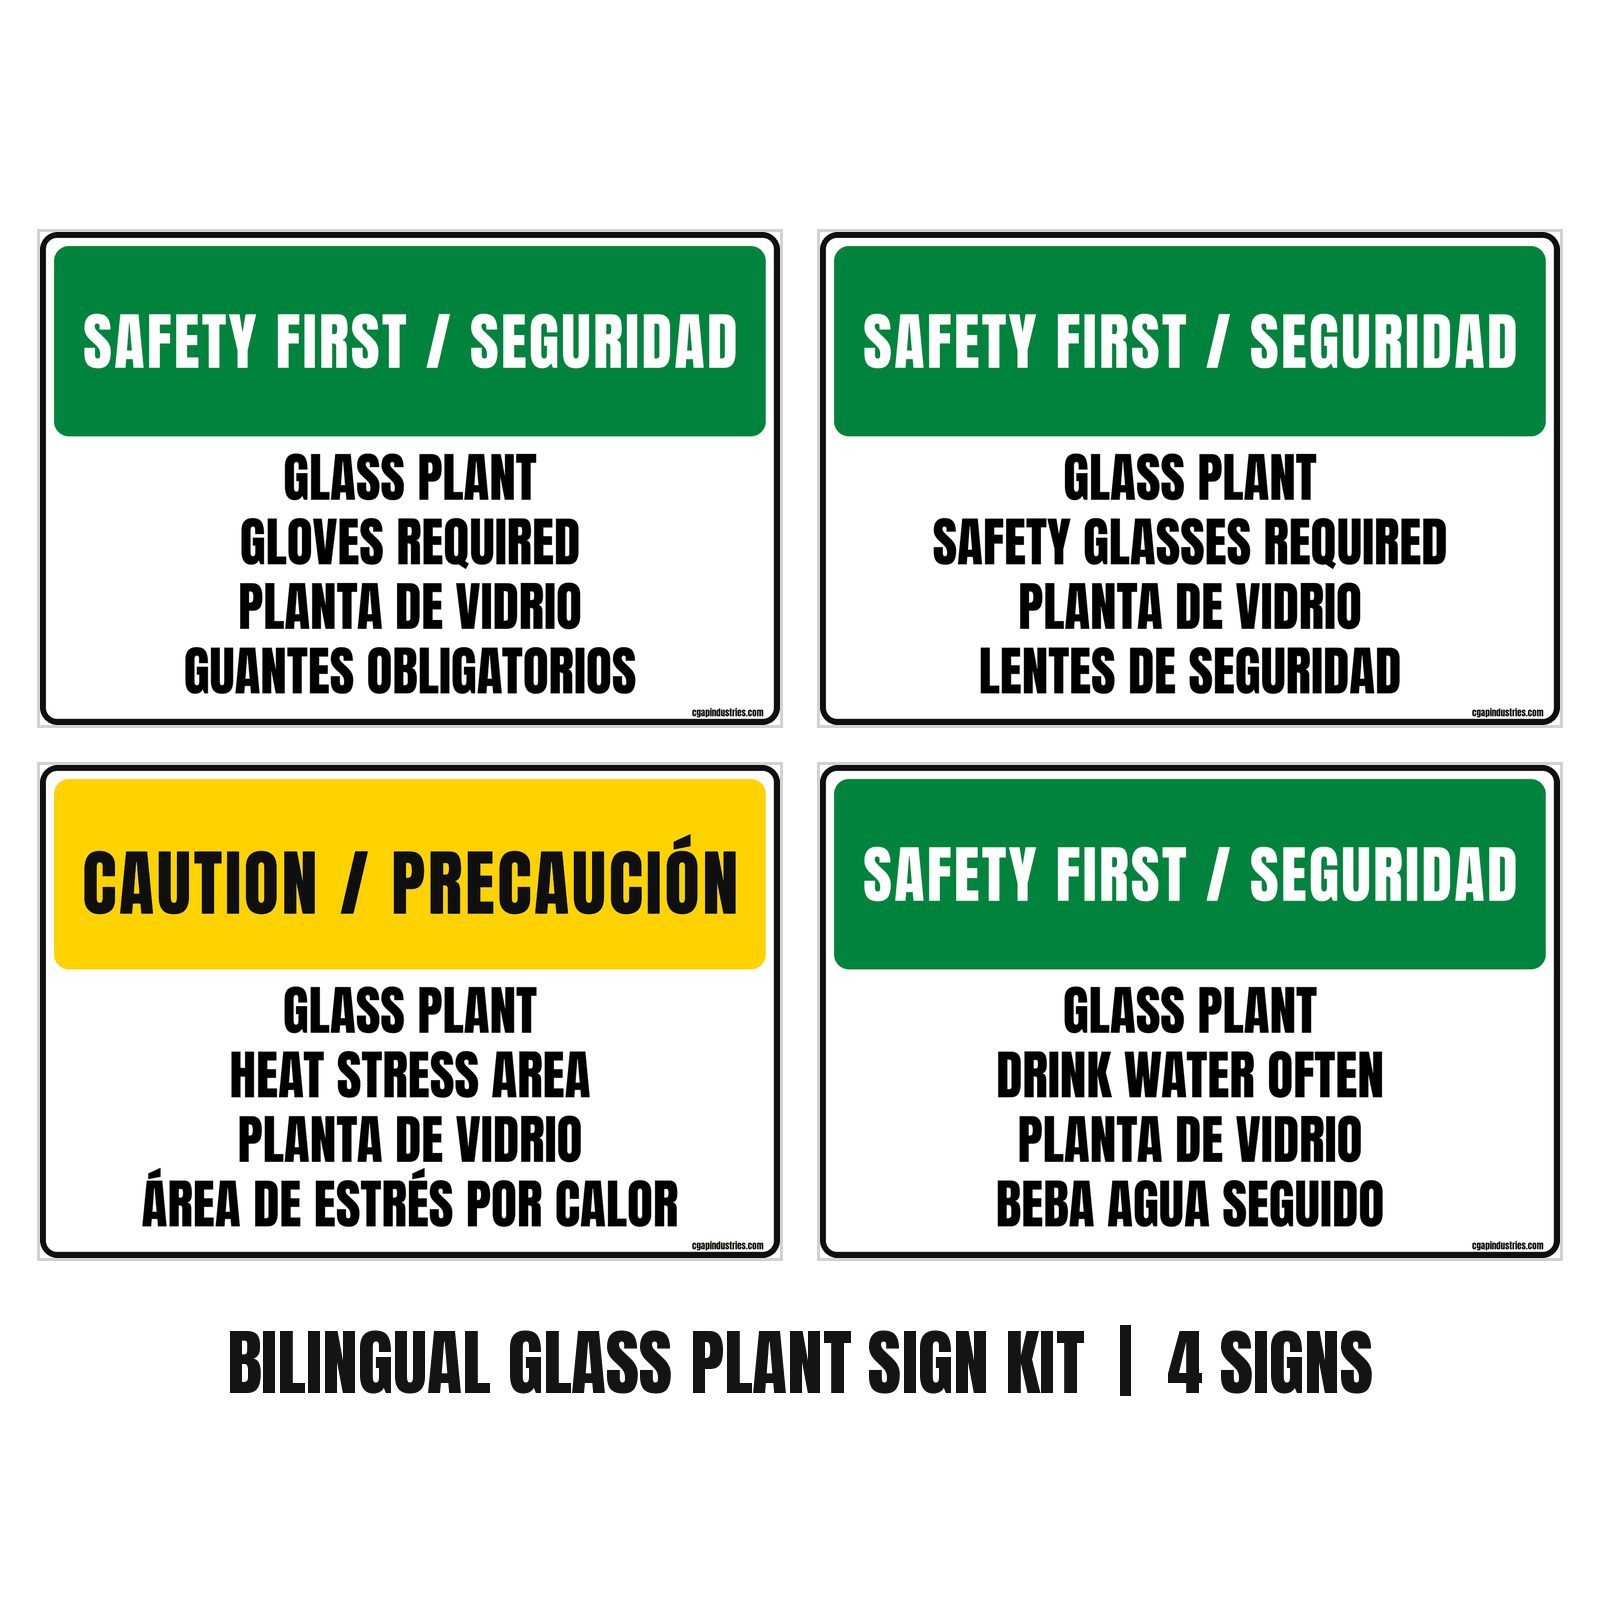 SAFETY FIRST / SEGURIDAD
GLASS PLANT
GLOVES REQUIRED
PLANTA DE VIDRIO
GUANTES OBLIGATORIOS
cgapindustries.com
SAFETY FIRST / SEGURIDAD
GLASS PLANT
SAFETY GLASSES REQUIRED
PLANTA DE VIDRIO
LENTES DE SEGURIDAD
cgapindustries.com
CAUTION / PRECAUCIÓN
GLASS PLANT
HEAT STRESS AREA
PLANTA DE VIDRIO
ÁREA DE ESTRÉS POR CALOR
cgapindustries.com
SAFETY FIRST / SEGURIDAD
GLASS PLANT
DRINK WATER OFTEN
PLANTA DE VIDRIO
BEBA AGUA SEGUIDO
cgapindustries.com
BILINGUAL GLASS PLANT SIGN KIT | 4 SIGNS